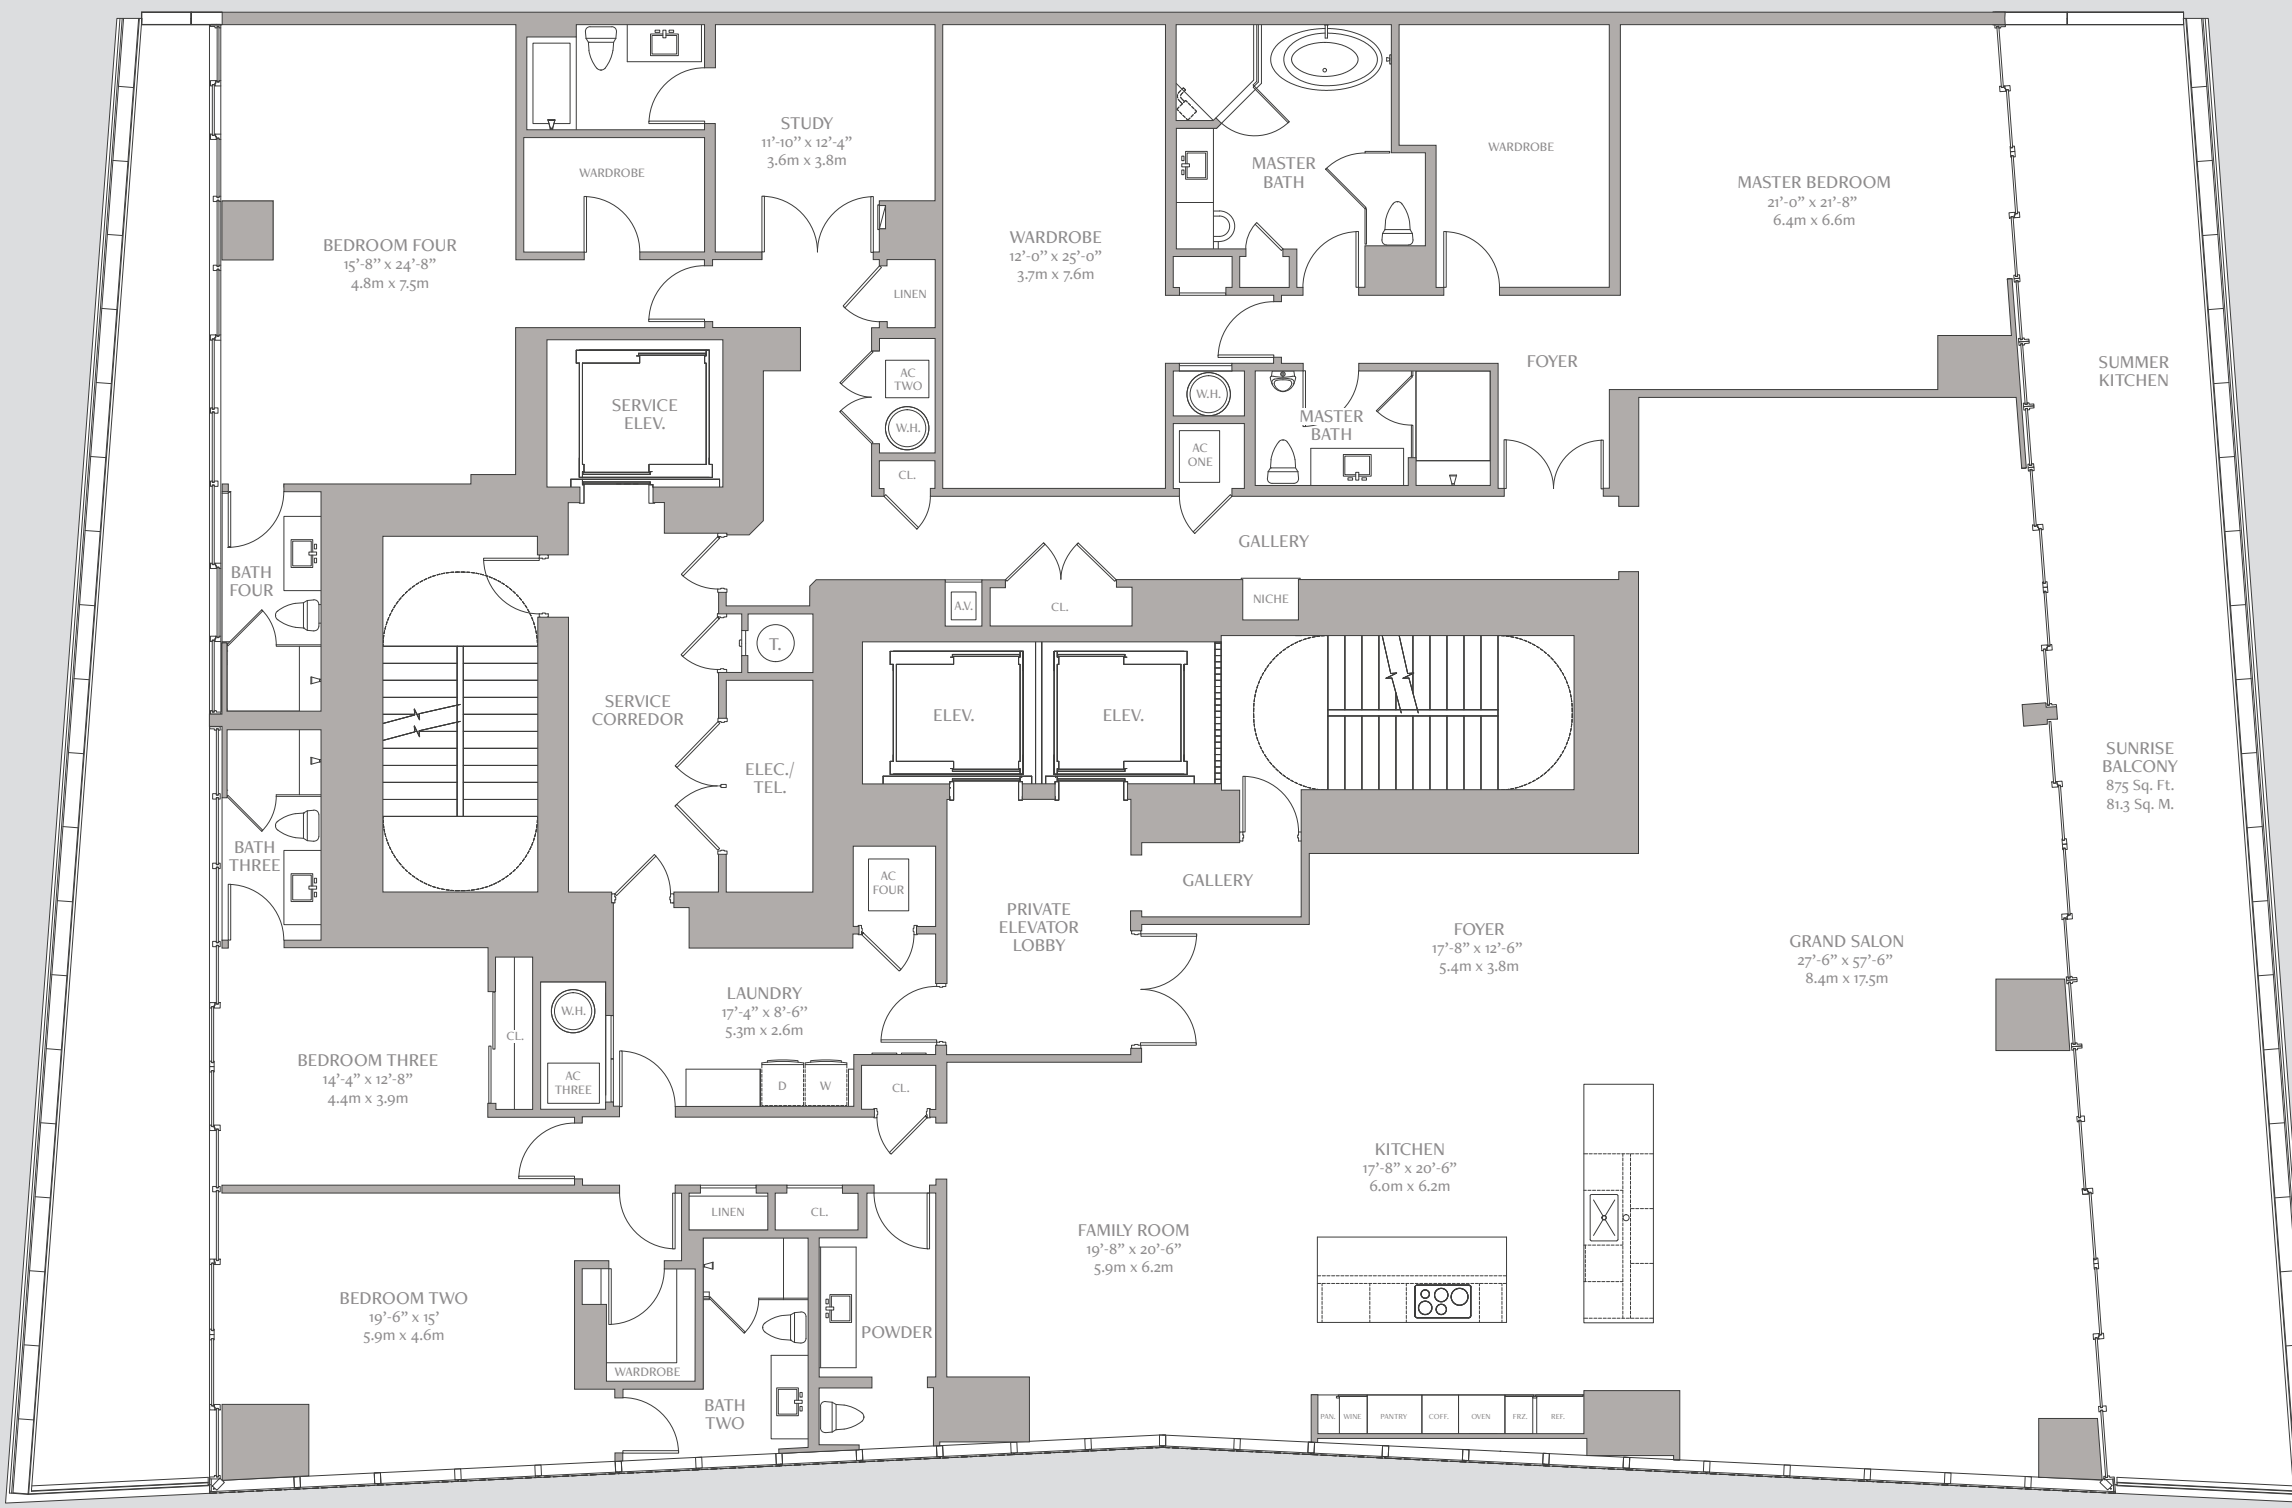 STUDY
11'-10" x 12'-4"
3.6m x 3.8m
WARDROBE
BEDROOM FOUR
15'-8" x 24'-8"
4.8m x 7.5m
LINEN
AC
TWO
W.H.
CL.
SERVICE
ELEV.
WARDROBE
12'-0" x 25'-0"
3.7m x 7.6m
MASTER
BATH
WARDROBE
MASTER BEDROOM
21'-0" x 21'-8"
6.4m x 6.6m
FOYER
SUMMER
KITCHEN
W.H.
AC
ONE
MASTER
BATH
GALLERY
BATH
FOUR
A.V.
CL.
NICHE
T.
SERVICE
CORREDOR
ELEV.
ELEV.
ELEC./
TEL.
SUNRISE
BALCONY
875 Sq. Ft.
81.3 Sq. M.
BATH
THREE
AC
FOUR
GALLERY
PRIVATE
ELEVATOR
LOBBY
FOYER
17'-8" x 12'-6"
5.4m x 3.8m
GRAND SALON
27'-6" x 57'-6"
8.4m x 17.5m
LAUNDRY
17'-4" x 8'-6"
5.3m x 2.6m
W.H.
CL.
BEDROOM THREE
14'-4" x 12'-8"
4.4m x 3.9m
AC
THREE
D
W
CL.
KITCHEN
17'-8" x 20'-6"
6.0m x 6.2m
LINEN
CL.
FAMILY ROOM
19'-8" x 20'-6"
5.9m x 6.2m
BEDROOM TWO
19'-6" x 15'
5.9m x 4.6m
POWDER
WARDROBE
BATH
TWO
PAN.
WINE
PANTRY
COFF.
OVEN
FRZ.
REF.